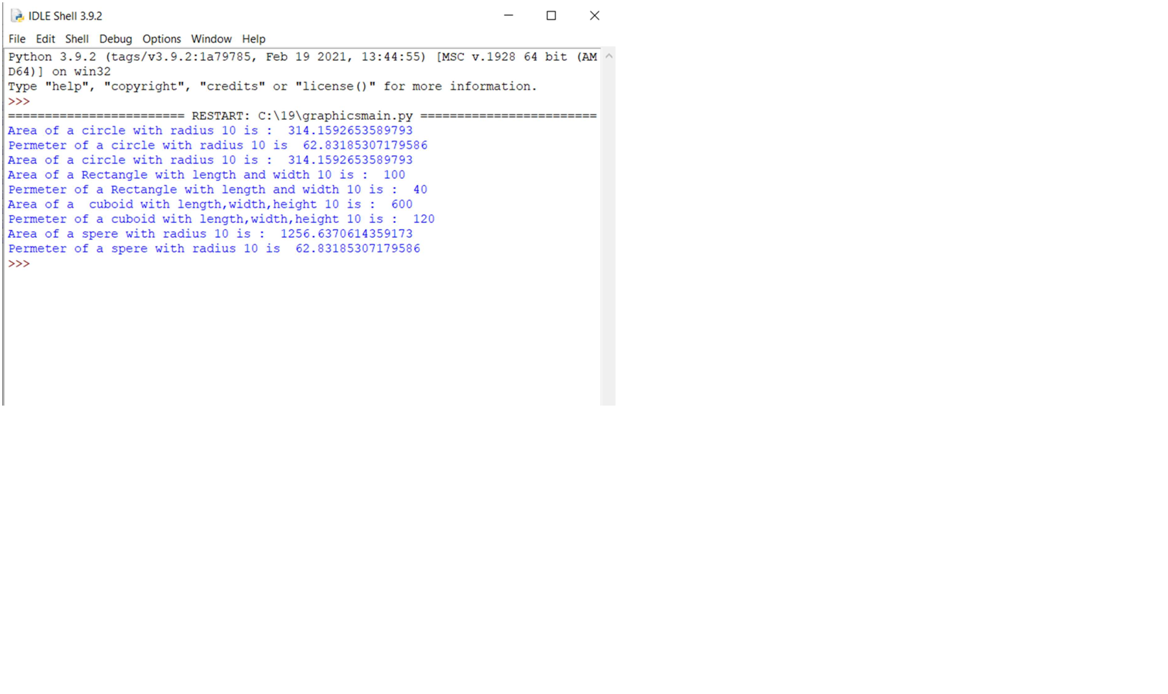 IDLE Shell 3.9.2
File Edit Shell Debug Options Window Help
Python 3.9.2 (tags/v3.9.2:1a79785, Feb 19 2021, 13:44:55) [MSC v.1928 64 bit (AM
D64)] on win32
Type "help", "copyright", "credits" or "license()" for more information.
>>>
======================== RESTART: C:\19\graphicsmain.py ========================
Area of a circle with radius 10 is :  314.1592653589793
Permeter of a circle with radius 10 is  62.83185307179586
Area of a circle with radius 10 is :  314.1592653589793
Area of a Rectangle with length and width 10 is :  100
Permeter of a Rectangle with length and width 10 is :  40
Area of a  cuboid with length,width,height 10 is :  600
Permeter of a cuboid with length,width,height 10 is :  120
Area of a spere with radius 10 is :  1256.6370614359173
Permeter of a spere with radius 10 is  62.83185307179586
>>>